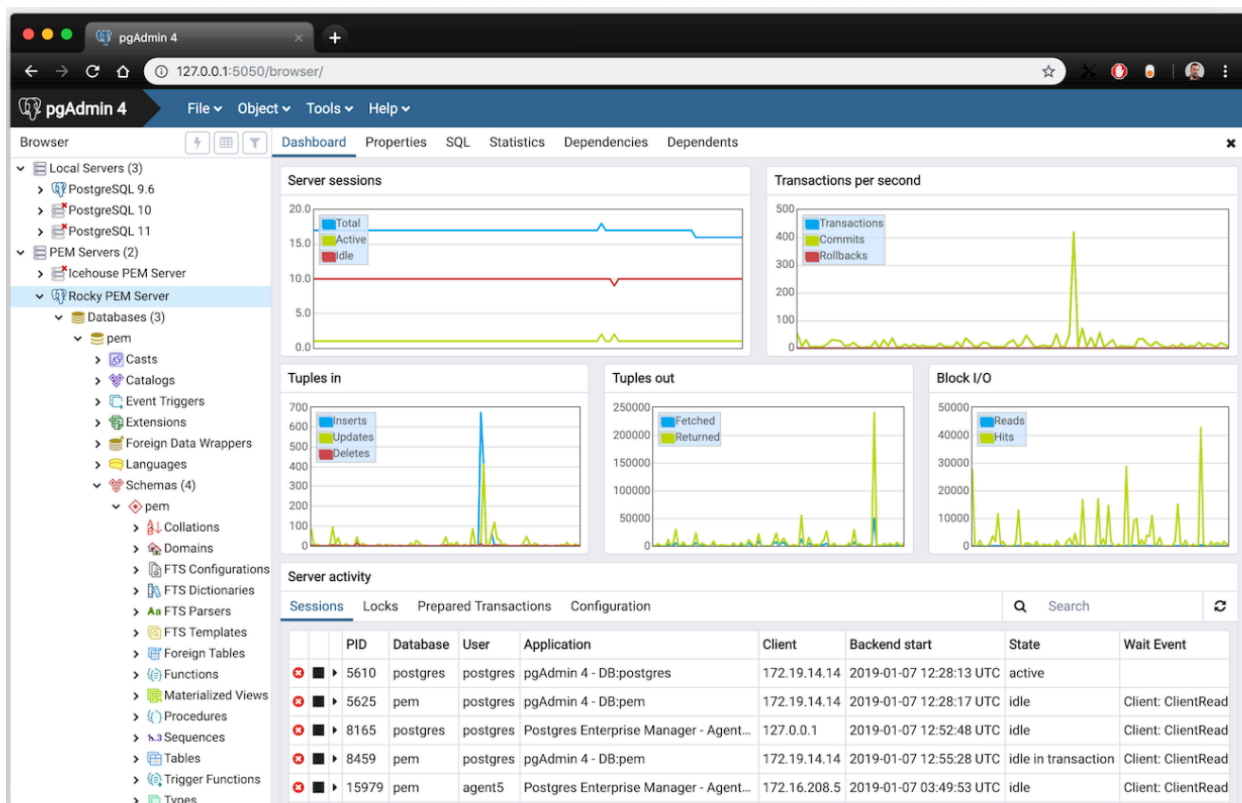 pgAdmin 4
127.0.0.1:5050/browser/
pgAdmin 4 File Object Tools Help
Browser
Local Servers (3)
PostgreSQL 9.6
PostgreSQL 10
PostgreSQL 11
PEM Servers (2)
Icehouse PEM Server
Rocky PEM Server
Databases (3)
pem
Casts
Catalogs
Event Triggers
Extensions
Foreign Data Wrappers
Languages
Schemas (4)
pem
Collations
Domains
FTS Configurations
FTS Dictionaries
Aa FTS Parsers
FTS Templates
Foreign Tables
Functions
Materialized Views
Procedures
1..3 Sequences
Tables
Trigger Functions
Types
Dashboard Properties SQL Statistics Dependencies Dependents
Server sessions
20.0
15.0
10.0
5.0
0.0
Total
Active
Idle
Transactions per second
500
400
300
200
100
0
Transactions
Commits
Rollbacks
Tuples in
700
600
500
400
300
200
100
0
Inserts
Updates
Deletes
Tuples out
250000
200000
150000
100000
50000
0
Fetched
Returned
Block I/O
50000
40000
30000
20000
10000
0
Reads
Hits
Server activity
Sessions Locks Prepared Transactions Configuration Search
PID Database User Application Client Backend start State Wait Event
5610 postgres postgres pgAdmin 4 - DB:postgres 172.19.14.14 2019-01-07 12:28:13 UTC active
5625 pem postgres pgAdmin 4 - DB:pem 172.19.14.14 2019-01-07 12:28:17 UTC idle Client: ClientRead
8165 postgres postgres Postgres Enterprise Manager - Agent... 127.0.0.1 2019-01-07 12:52:48 UTC idle Client: ClientRead
8459 pem postgres pgAdmin 4 - DB:pem 172.19.14.14 2019-01-07 12:55:28 UTC idle in transaction Client: ClientRead
15979 pem agent5 Postgres Enterprise Manager - Agent... 172.16.208.5 2019-01-07 03:49:53 UTC idle Client: ClientRead